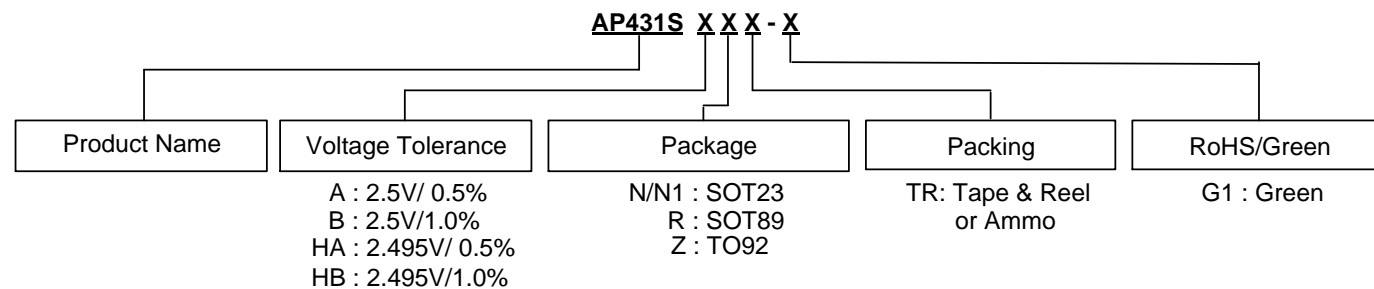 AP431S X X X - X
Product Name
Voltage Tolerance
Package
Packing
RoHS/Green
A : 2.5V/ 0.5%
B : 2.5V/1.0%
HA : 2.495V/ 0.5%
HB : 2.495V/1.0%
N/N1 : SOT23
R : SOT89
Z : TO92
TR: Tape & Reel
or Ammo
G1 : Green